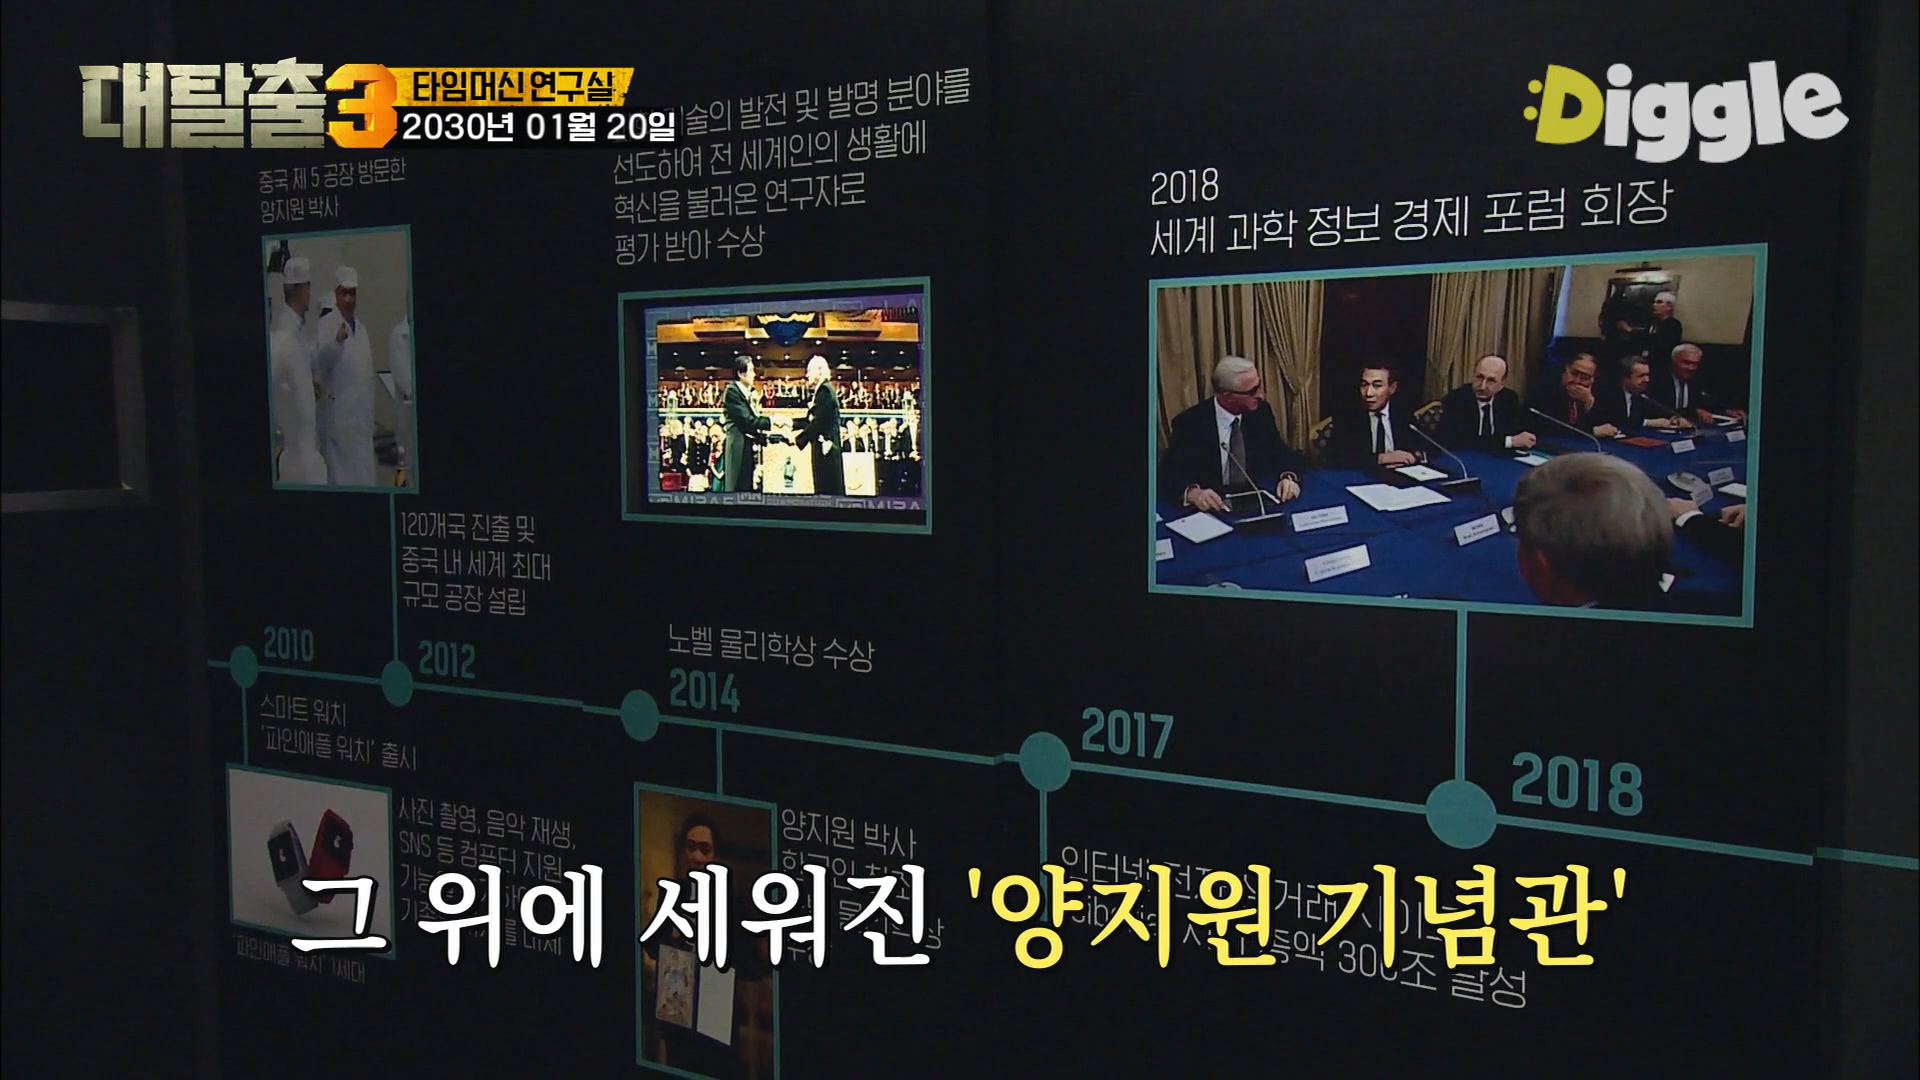 대탈출3
타임머신 연구실
2030년 01월 20일
:Diggle
술의 발전 및 발명 분야를
선도하여 전 세계인의 생활에
혁신을 불러온 연구자로
평가 받아 수상
중국 제 5 공장 방문한
양지원 박사
2018
세계 과학 정보 경제 포럼 회장
120개국 진출 및
중국 내 세계 최대
규모 공장 설립
2010
2012
노벨 물리학상 수상
2014
2017
2018
스마트 워치
'파인애플 워치' 출시
사진 촬영, 음악 재생,
SNS 등 컴퓨터 지원
'파인애플 워치' 1세대
양지원 박사
300조 달성
그 위에 세워진 '양지원 기념관'